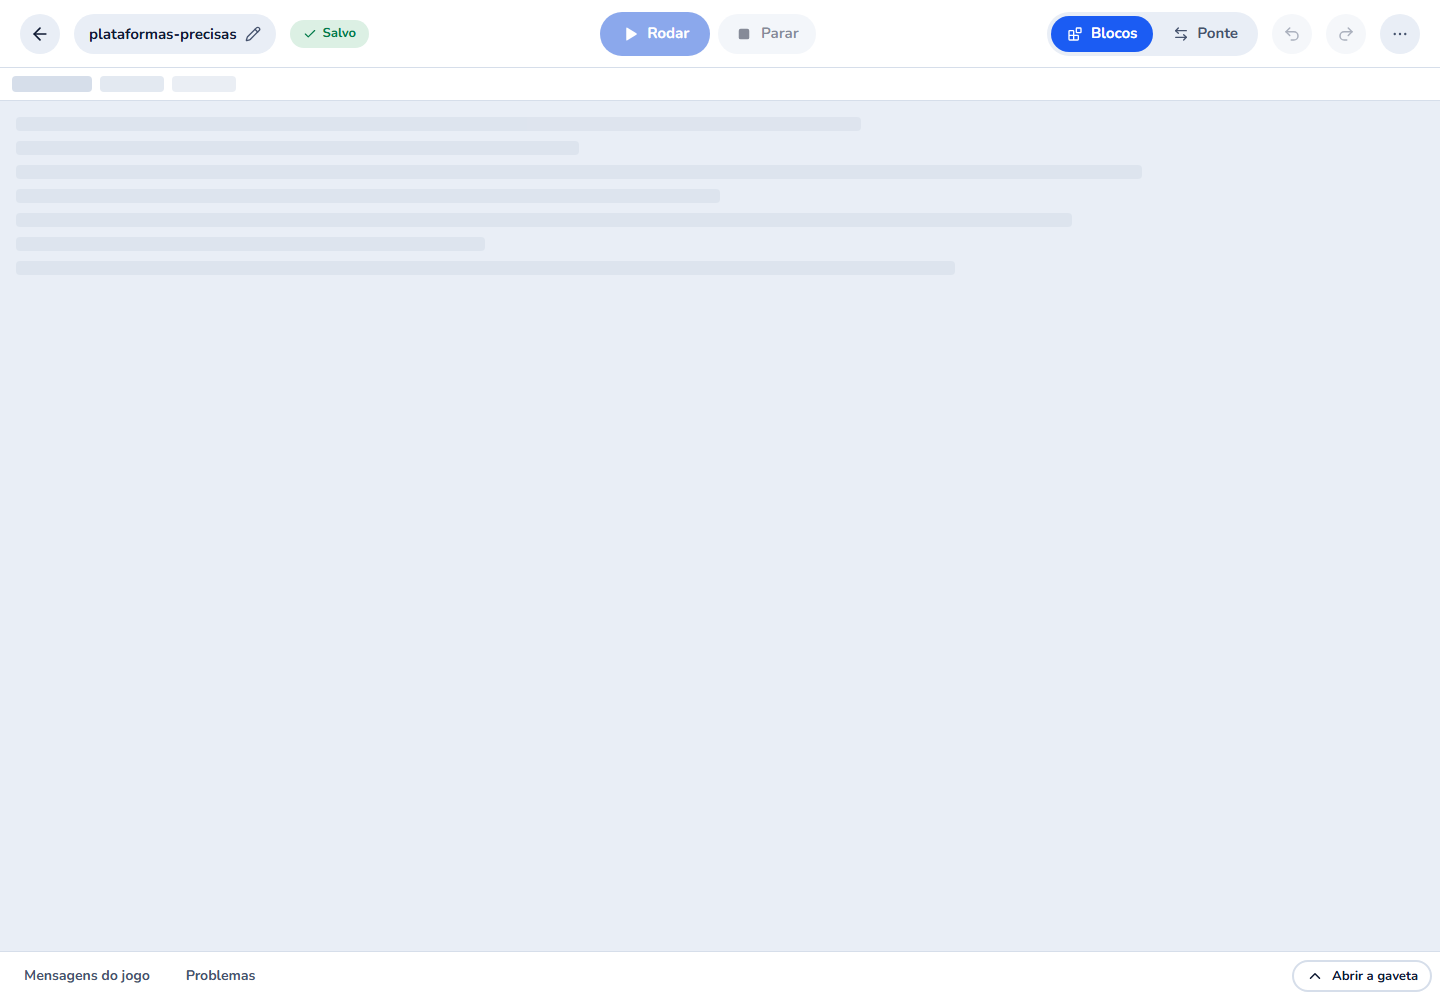 plataformas-precisas
Salvo
Rodar
Parar
Blocos
Ponte
Mensagens do jogo
Problemas
Abrir a gaveta